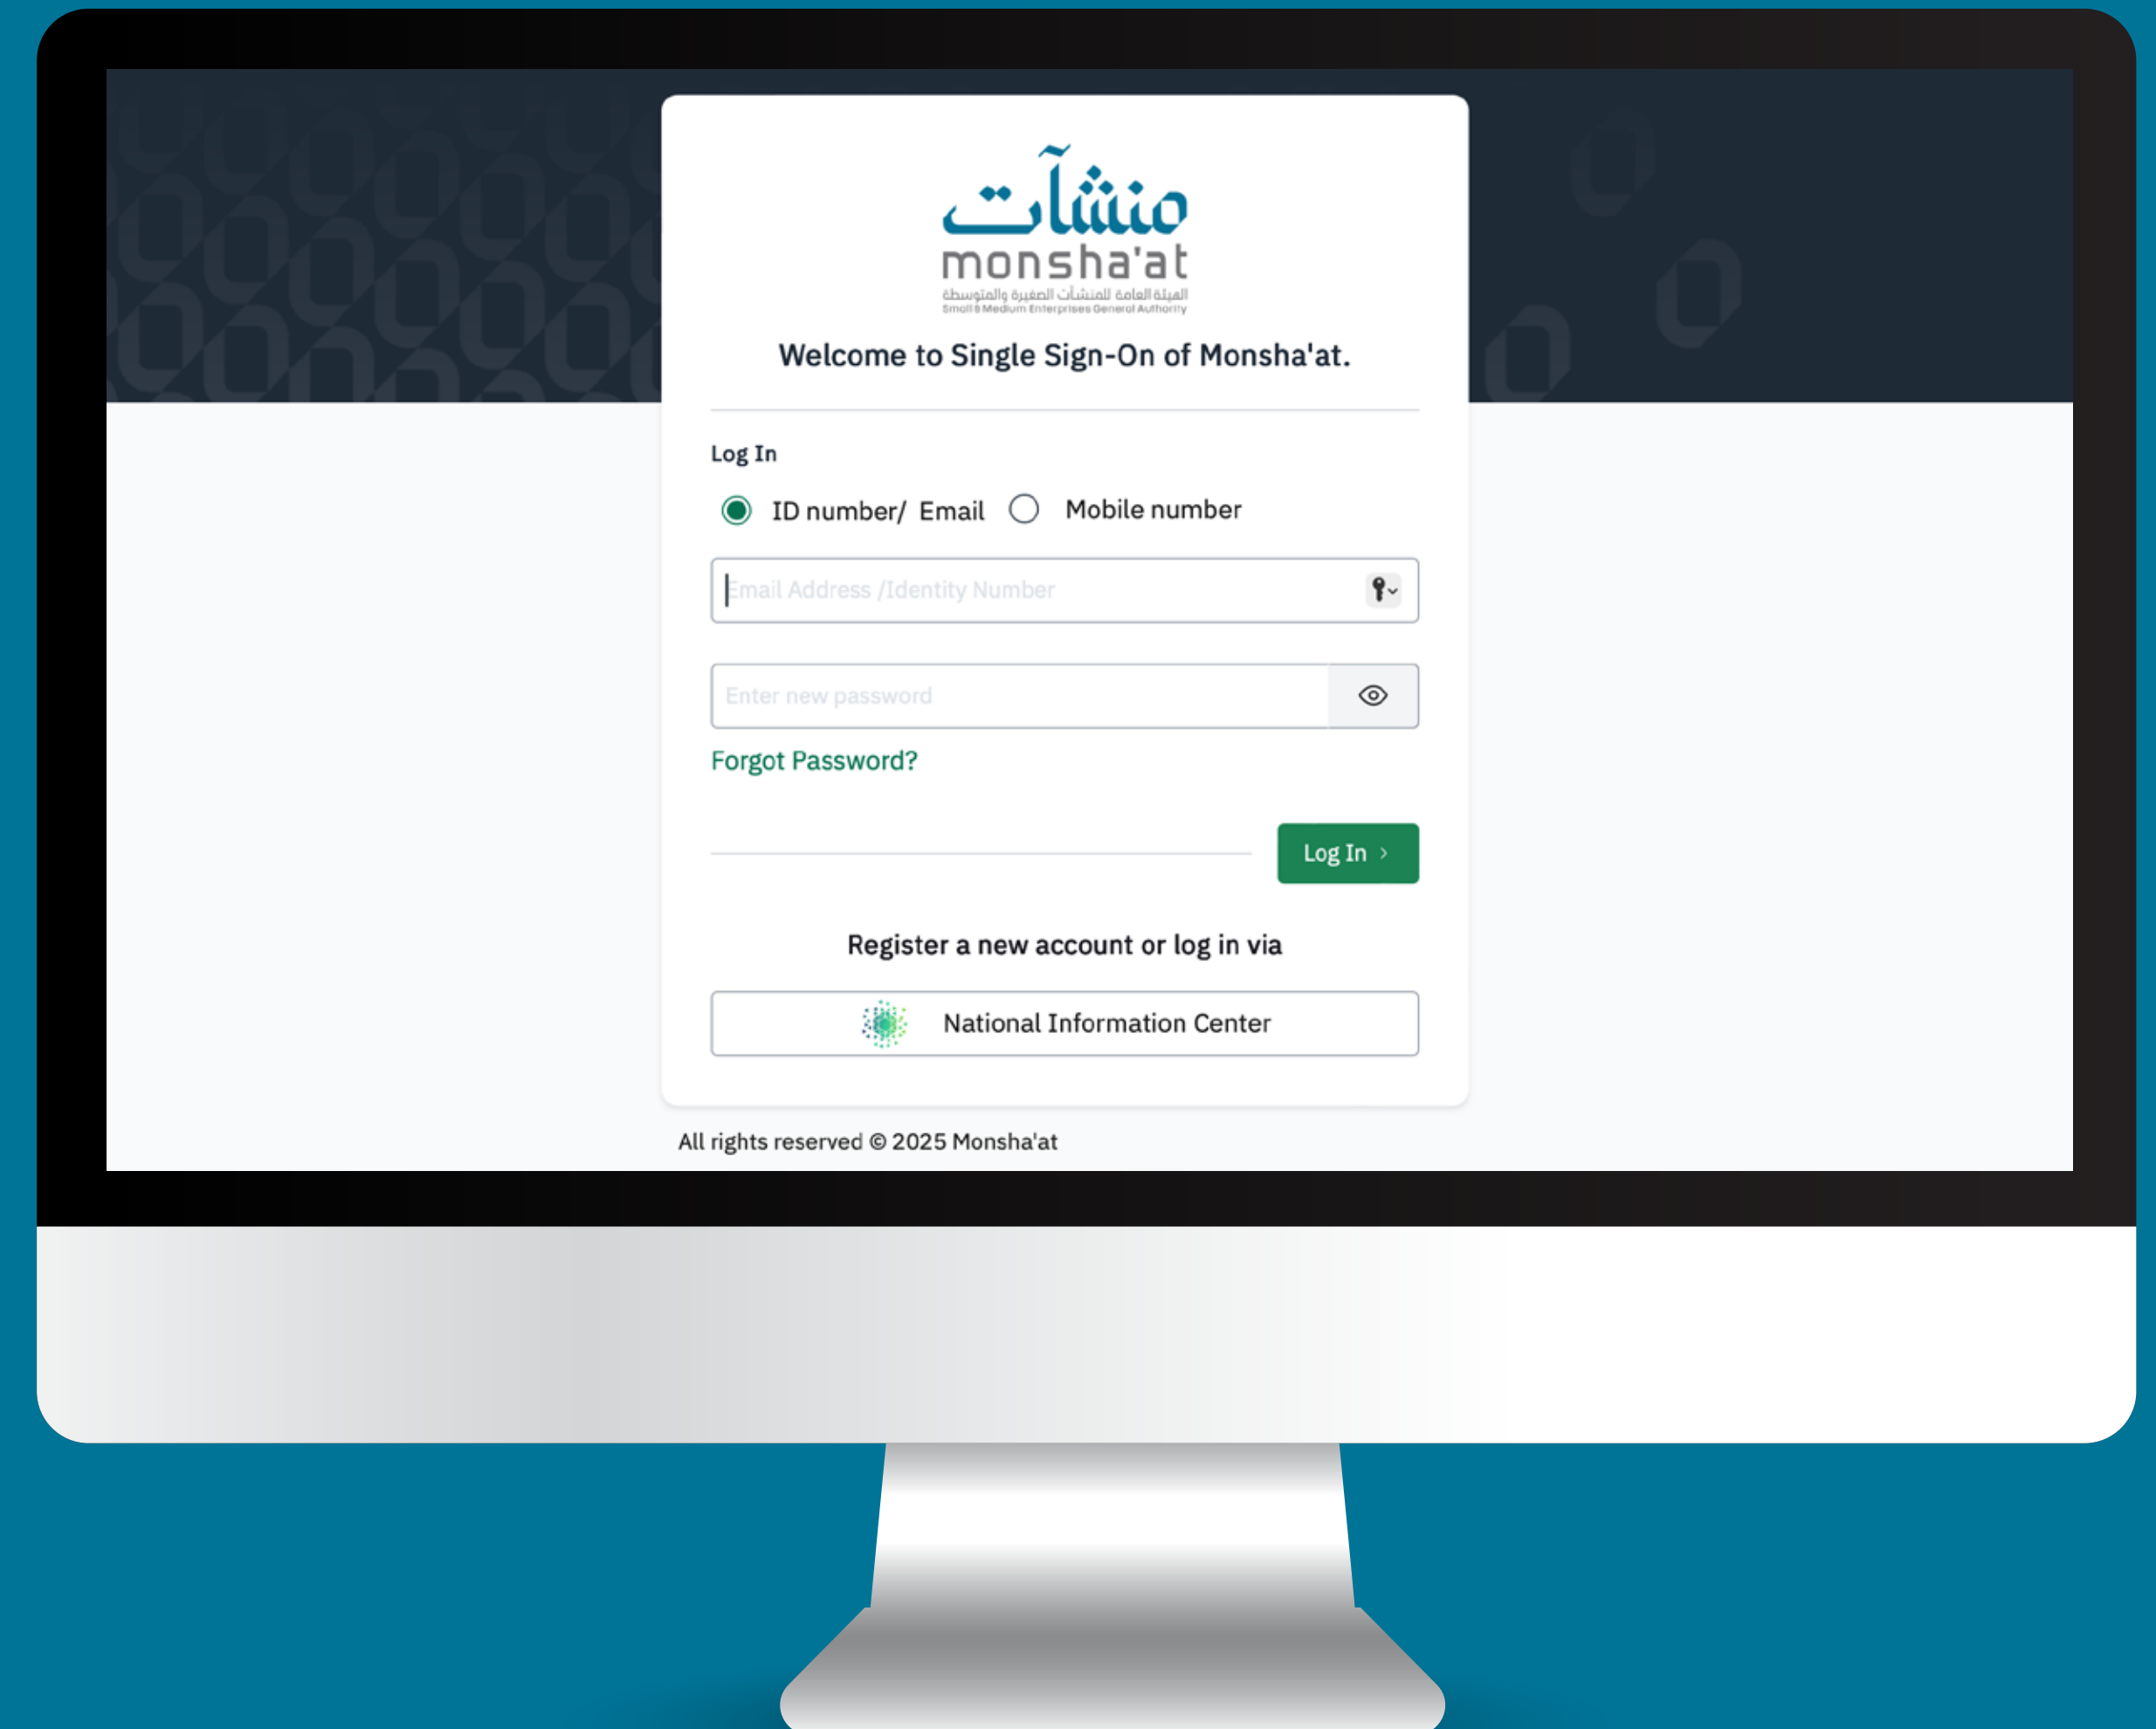 منشآت
monsha'at
الهيئة العامة للمنشآت الصغيرة والمتوسطة
Small & Medium Enterprises General Authority
Welcome to Single Sign-On of Monsha'at.
Log In
ID number/ Email Mobile number
Email Address /Identity Number
Enter new password
Forgot Password?
Log In
Register a new account or log in via
National Information Center
All rights reserved © 2025 Monsha'at